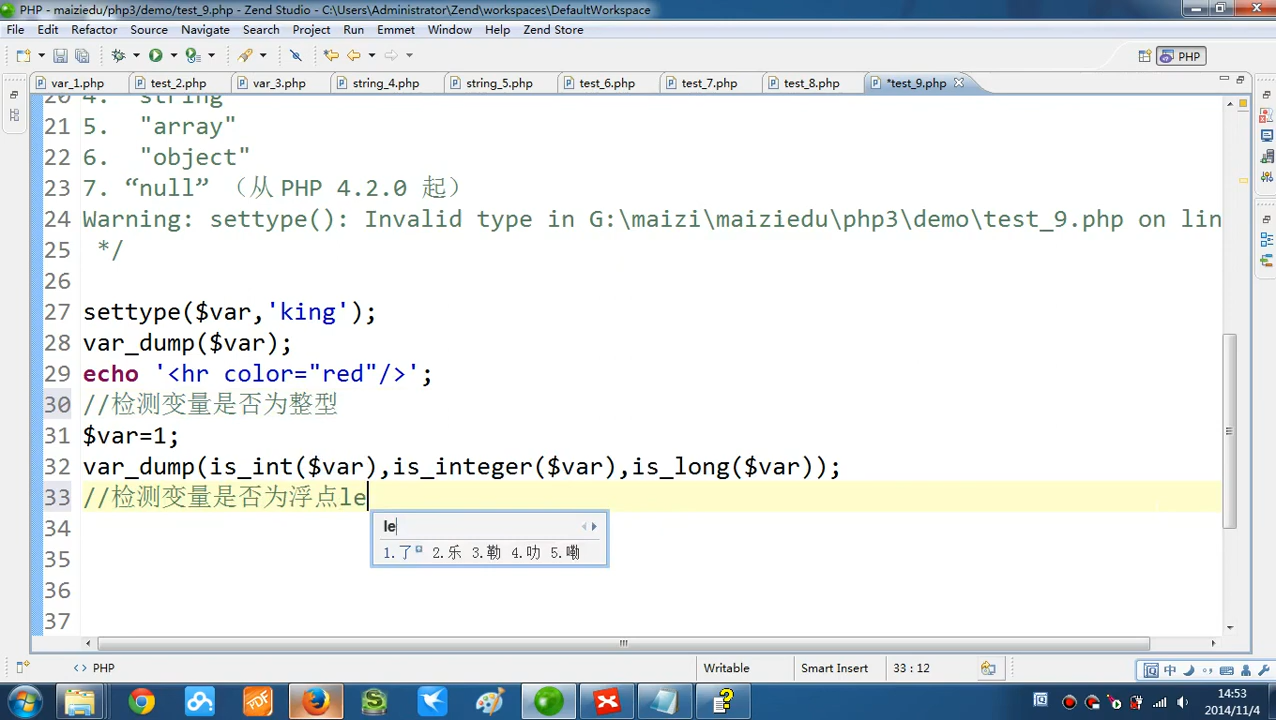 PHP - maiziedu/php3/demo/test_9.php - Zend Studio - C:\Users\Administrator\Zend\workspaces\DefaultWorkspace
File Edit Refactor Source Navigate Search Project Run Emmet Window Help Zend Store
PHP
var_1.php test_2.php var_3.php string_4.php string_5.php test_6.php test_7.php test_8.php *test_9.php
20 4. string
21 5. "array"
22 6. "object"
23 7. “null” （从 PHP 4.2.0 起）
24 Warning: settype(): Invalid type in G:\maizi\maiziedu\php3\demo\test_9.php on lin
25 */
26
27 settype($var,'king');
28 var_dump($var);
29 echo '<hr color="red"/>';
30 //检测变量是否为整型
31 $var=1;
32 var_dump(is_int($var),is_integer($var),is_long($var));
33 //检测变量是否为浮点le
le
1.了 2.乐 3.勒 4.叻 5.嘞
34
35
36
37
<> PHP Writable Smart Insert 33 : 12
中
14:53
2014/11/4